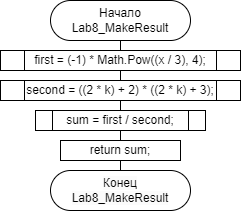 Начало
Lab8_MakeResult
first = (-1) * Math.Pow((x / 3), 4);
second = ((2 * k) + 2) * ((2 * k) + 3);
sum = first / second;
return sum;
Конец
Lab8_MakeResult